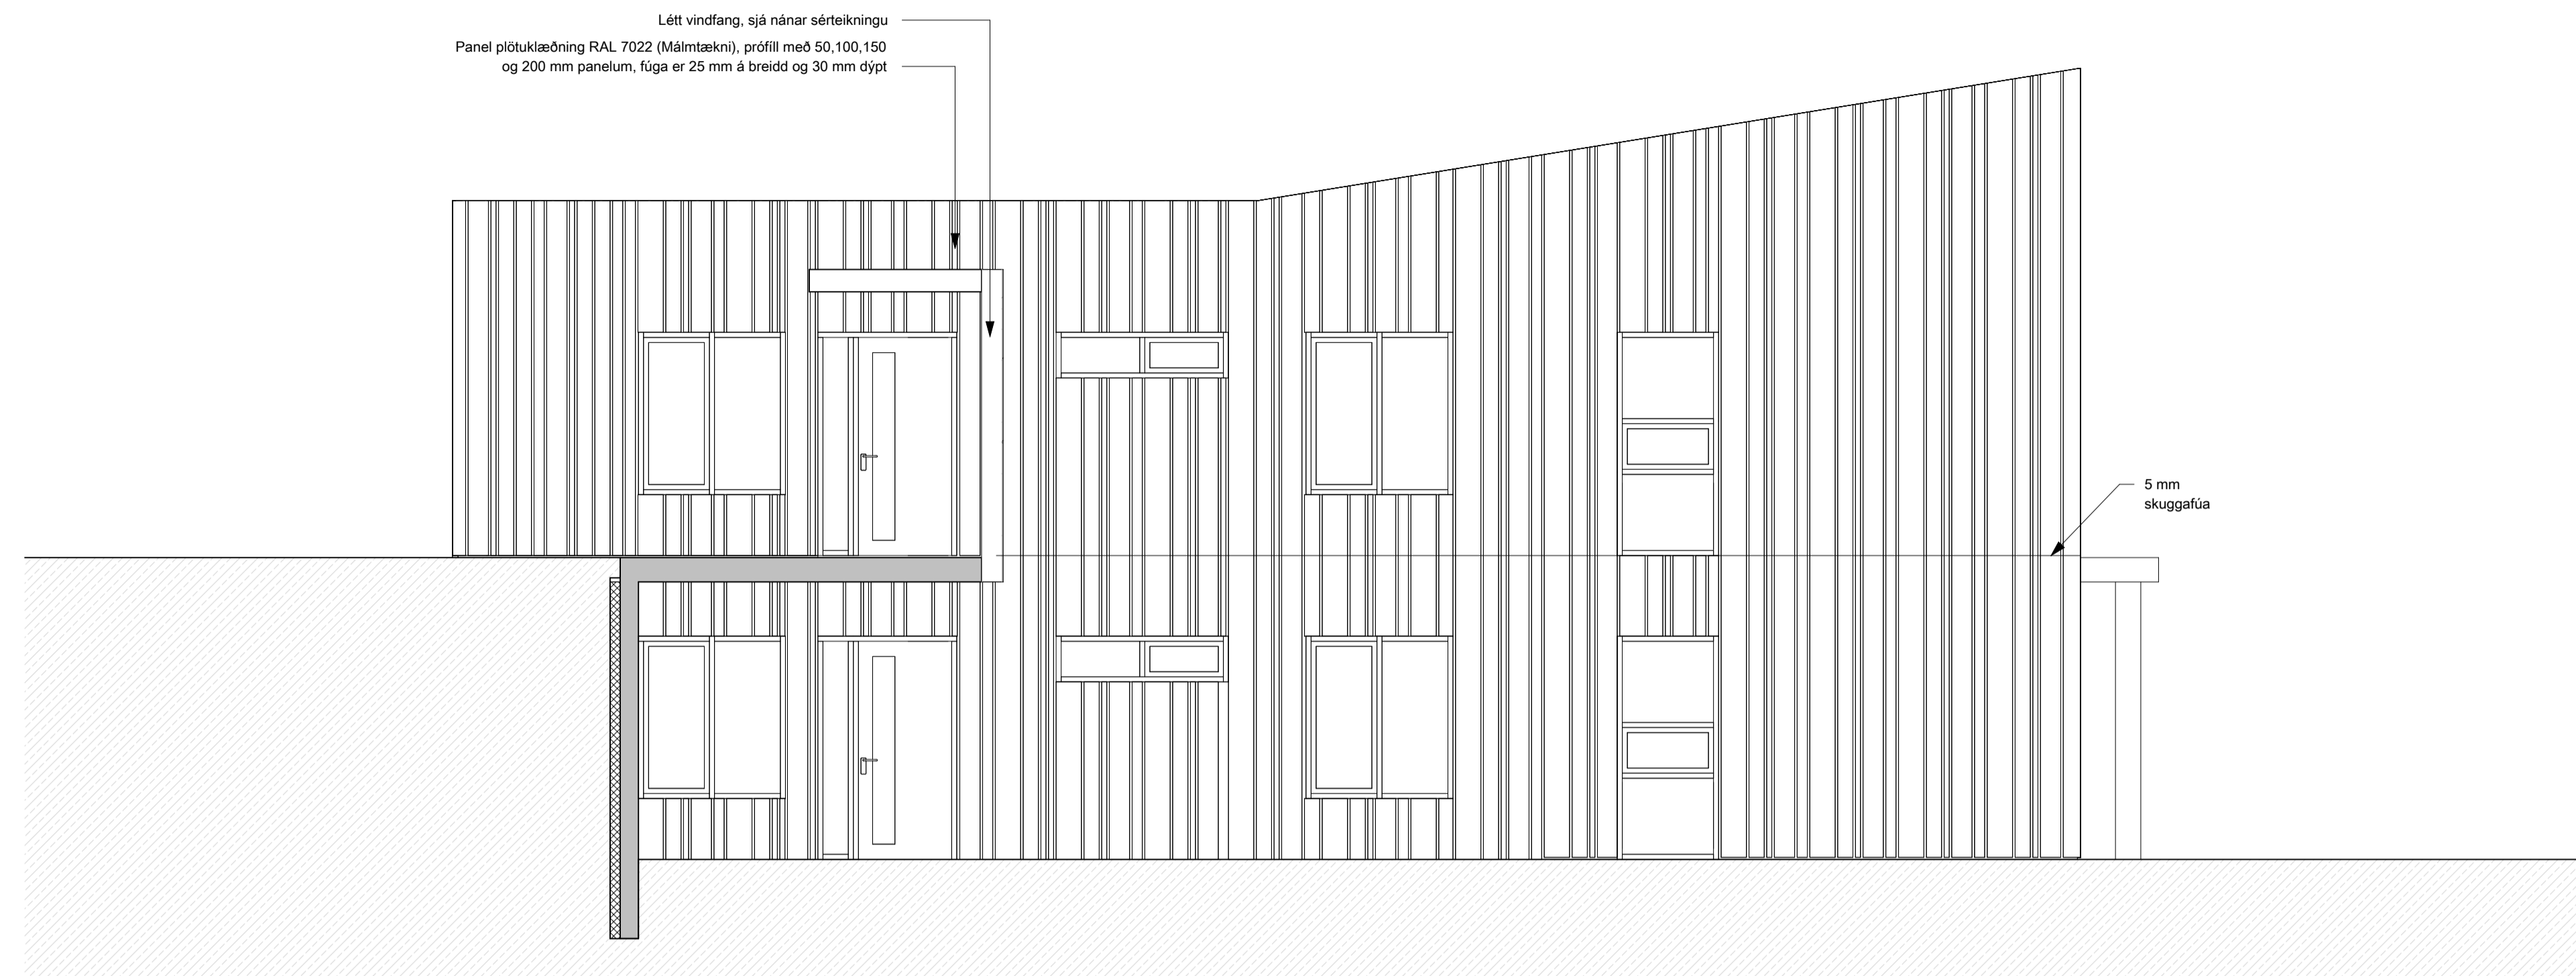 Létt vindfang, sjá nánar sérteikningu
Panel plötuklæðning RAL 7022 (Málmtækni), prófíll með 50,100,150
og 200 mm panelum, fúga er 25 mm á breidd og 30 mm dýpt
5 mm
skuggafúa